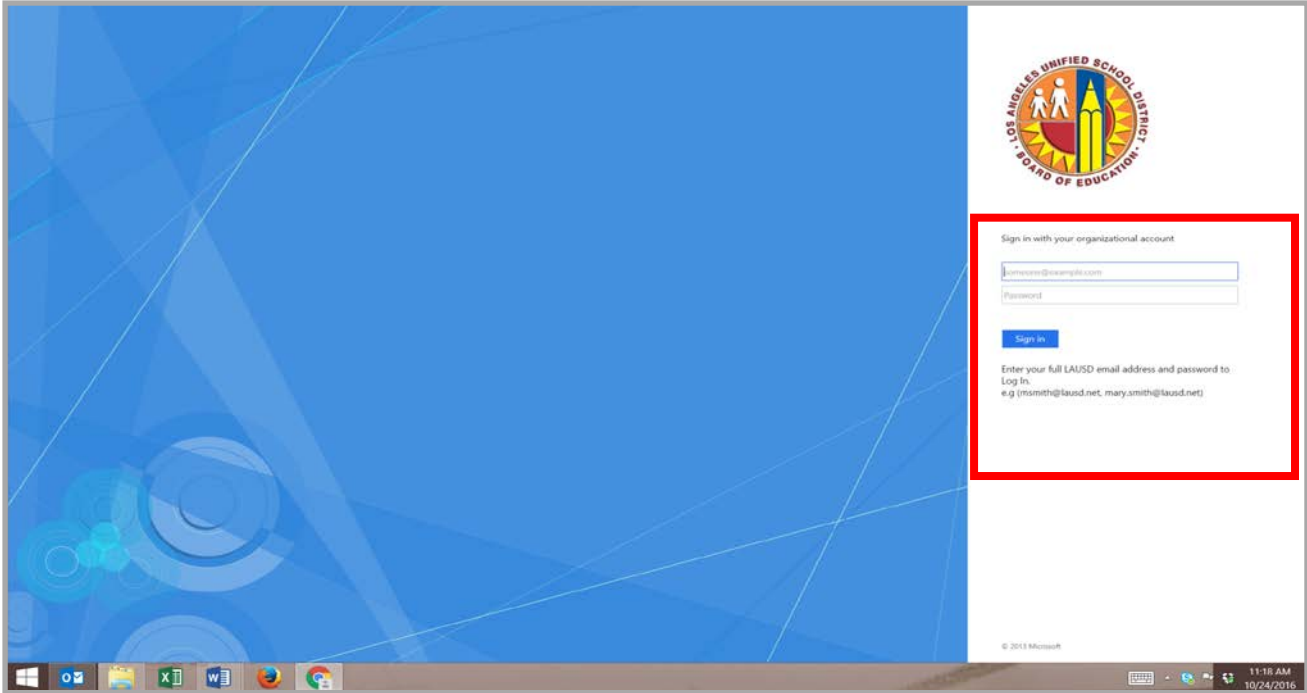 LOS ANGELES UNIFIED SCHOOL DISTRICT · BOARD OF EDUCATION ·
Sign in with your organizational account
someone@example.com
Password
Sign in
Enter your full LAUSD email address and password to
Log In.
e.g (msmith@lausd.net, mary.smith@lausd.net)
© 2013 Microsoft
11:18 AM
10/24/2016